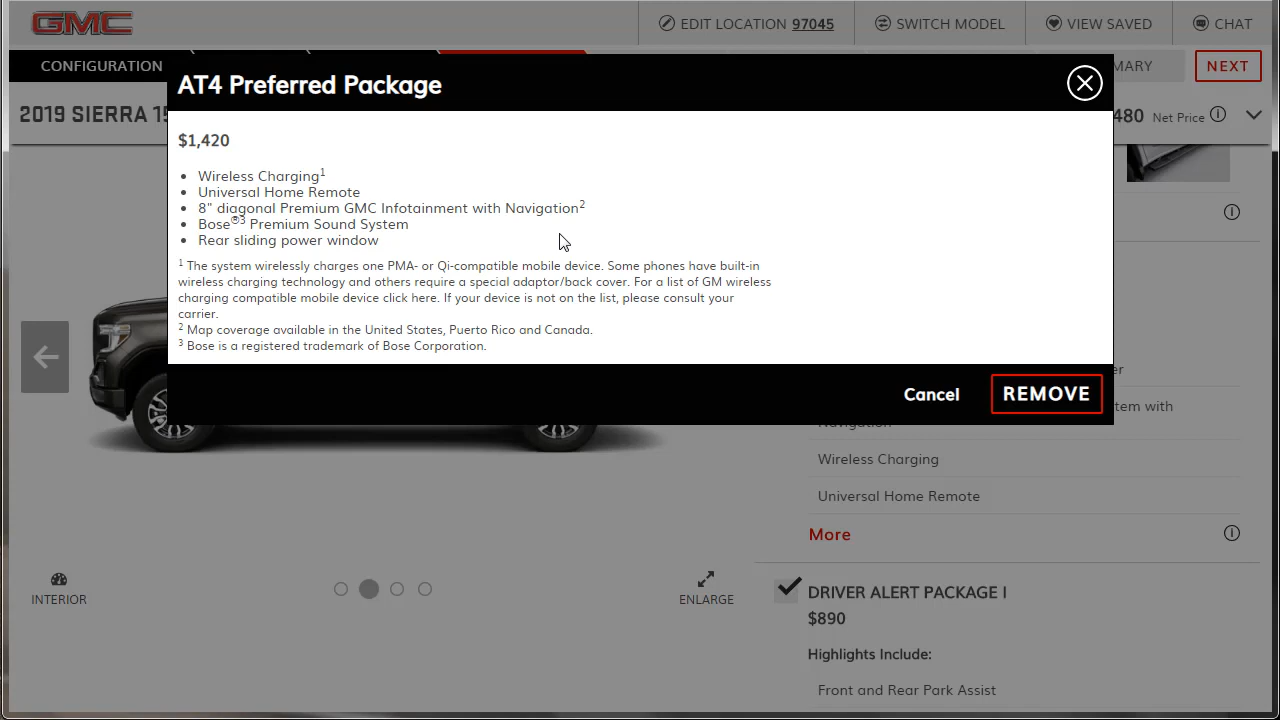 GMC
EDIT LOCATION 97045
SWITCH MODEL
VIEW SAVED
CHAT
CONFIGURATION
MARY
NEXT
2019 SIERRA 15
480 Net Price
AT4 Preferred Package
$1,420
• Wireless Charging1
• Universal Home Remote
• 8" diagonal Premium GMC Infotainment with Navigation2
• Bose®3 Premium Sound System
• Rear sliding power window
1 The system wirelessly charges one PMA- or Qi-compatible mobile device. Some phones have built-in
wireless charging technology and others require a special adaptor/back cover. For a list of GM wireless
charging compatible mobile device click here. If your device is not on the list, please consult your
carrier.
2 Map coverage available in the United States, Puerto Rico and Canada.
3 Bose is a registered trademark of Bose Corporation.
Cancel
REMOVE
er
tem with
Navigation
Wireless Charging
Universal Home Remote
More
INTERIOR
ENLARGE
DRIVER ALERT PACKAGE I
$890
Highlights Include:
Front and Rear Park Assist